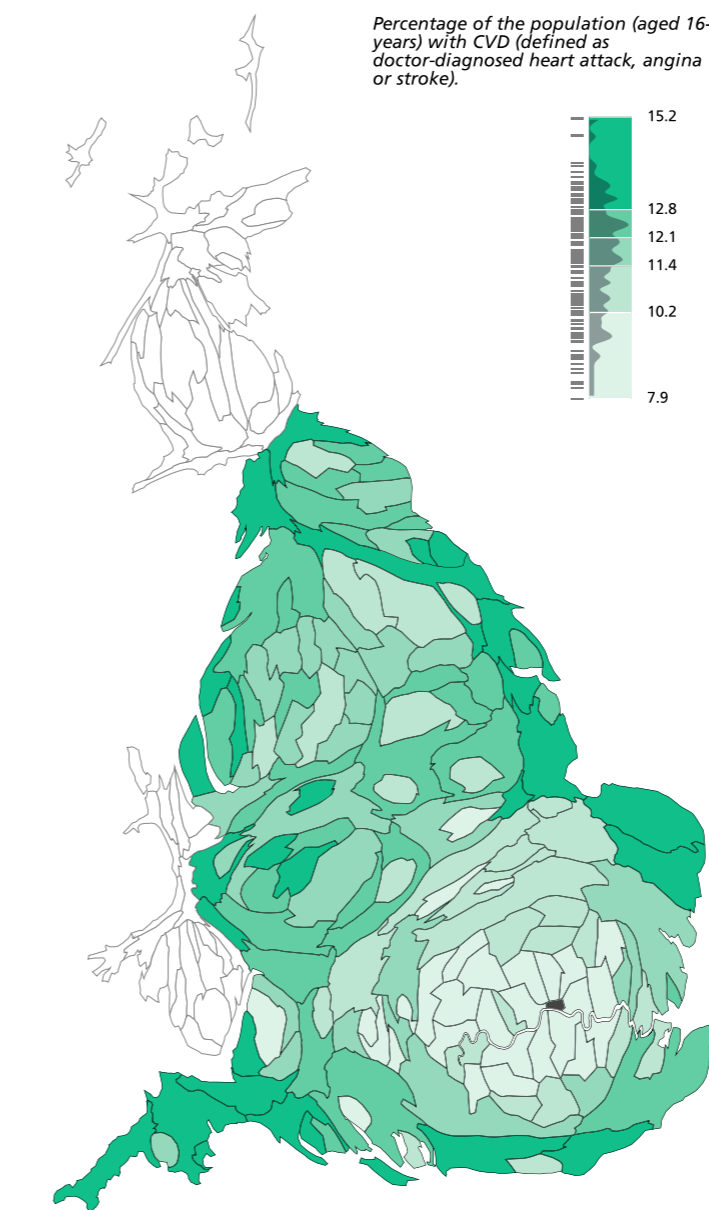 Percentage of the population (aged 16-
years) with CVD (defined as
doctor-diagnosed heart attack, angina
or stroke).
15.2
12.8
12.1
11.4
10.2
7.9